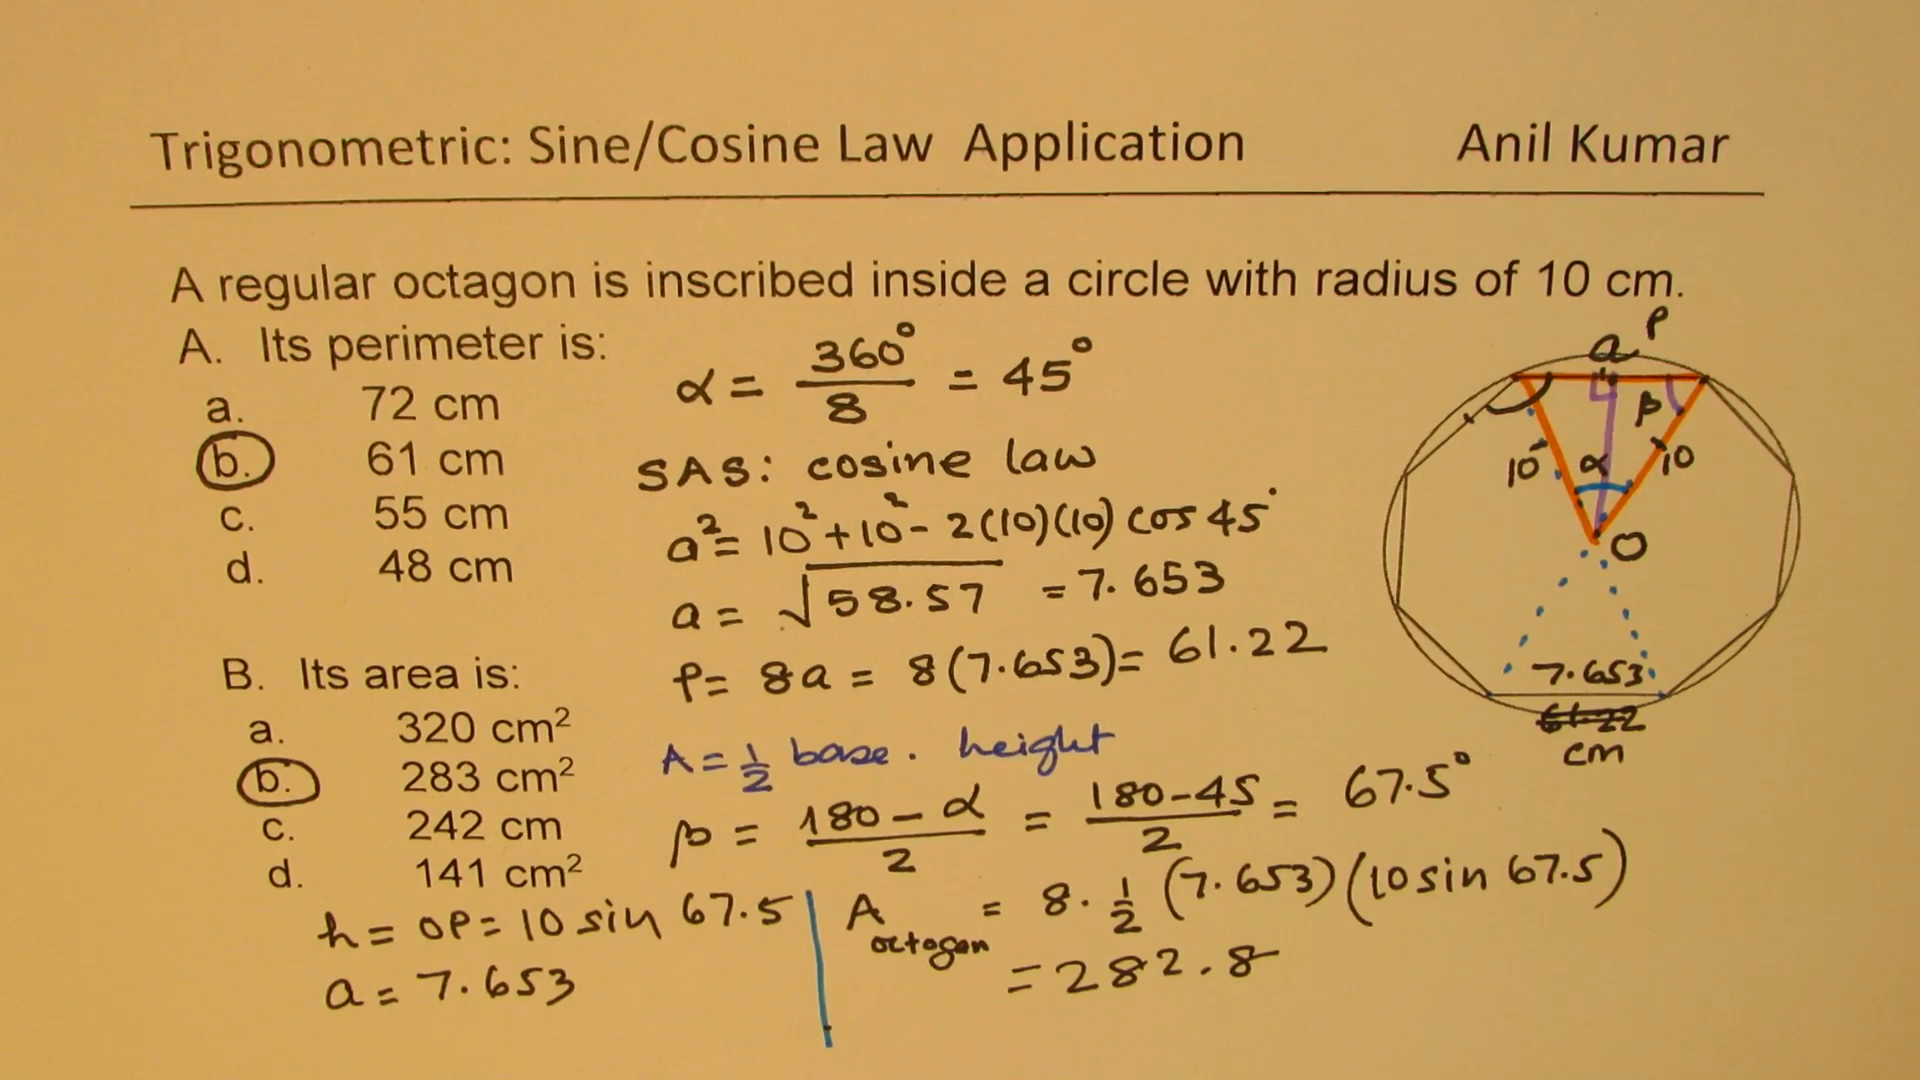 Trigonometric: Sine/Cosine Law Application Anil Kumar
A regular octagon is inscribed inside a circle with radius of 10 cm.
A. Its perimeter is:
a. 72 cm
b. 61 cm
c. 55 cm
d. 48 cm
α = 360° / 8 = 45°
SAS: cosine law
a² = 10² + 10² - 2(10)(10) cos 45°
a = √58.57 = 7.653
P = 8a = 8(7.653) = 61.22
a P
β
10 α 10
O
7.653
61.22
cm
B. Its area is:
a. 320 cm²
b. 283 cm²
c. 242 cm
d. 141 cm²
A = 1/2 base . height
β = 180 - α / 2 = 180 - 45 / 2 = 67.5°
h = OP = 10 sin 67.5
a = 7.653
A octogon = 8 . 1/2 (7.653)(10 sin 67.5)
= 282.8